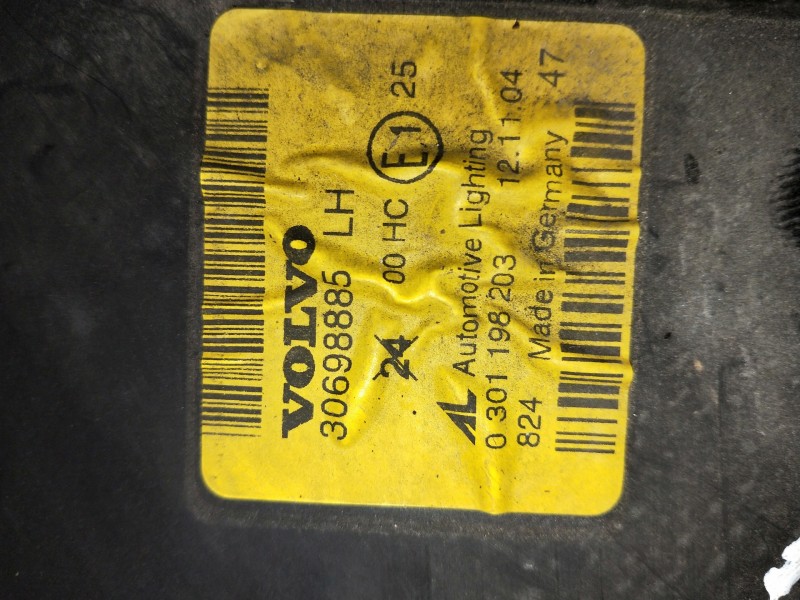 VOLVO
30698885 LH
24 00 HC E1 25
AL Automotive Lighting
0 301 198 203 12.11.04
824 Made in Germany 47